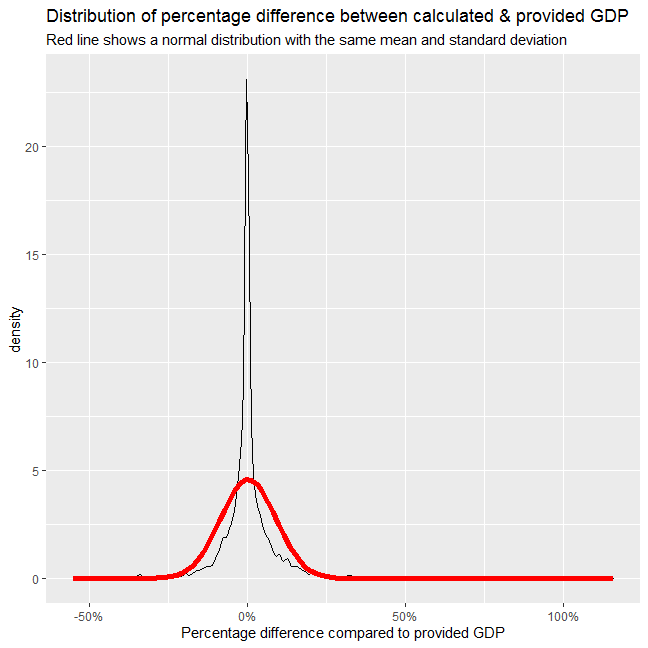 Distribution of percentage difference between calculated & provided GDP
Red line shows a normal distribution with the same mean and standard deviation
20
15
10
5
0
density
-50%
0%
50%
100%
Percentage difference compared to provided GDP